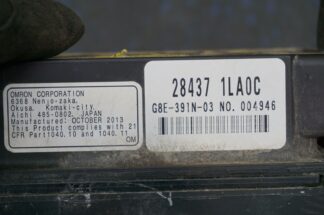 OMRON CORPORATION
6368 Nenjo-zaka,
Okusa, Komaki-city,
Aichi 485-0802, JAPAN
Manufactured: OCTOBER 2013
This Product complies with 21
CFR Part1040.10 and 1040.11
OM
28437 1LA0C
G8E-391N-03 NO. 004946